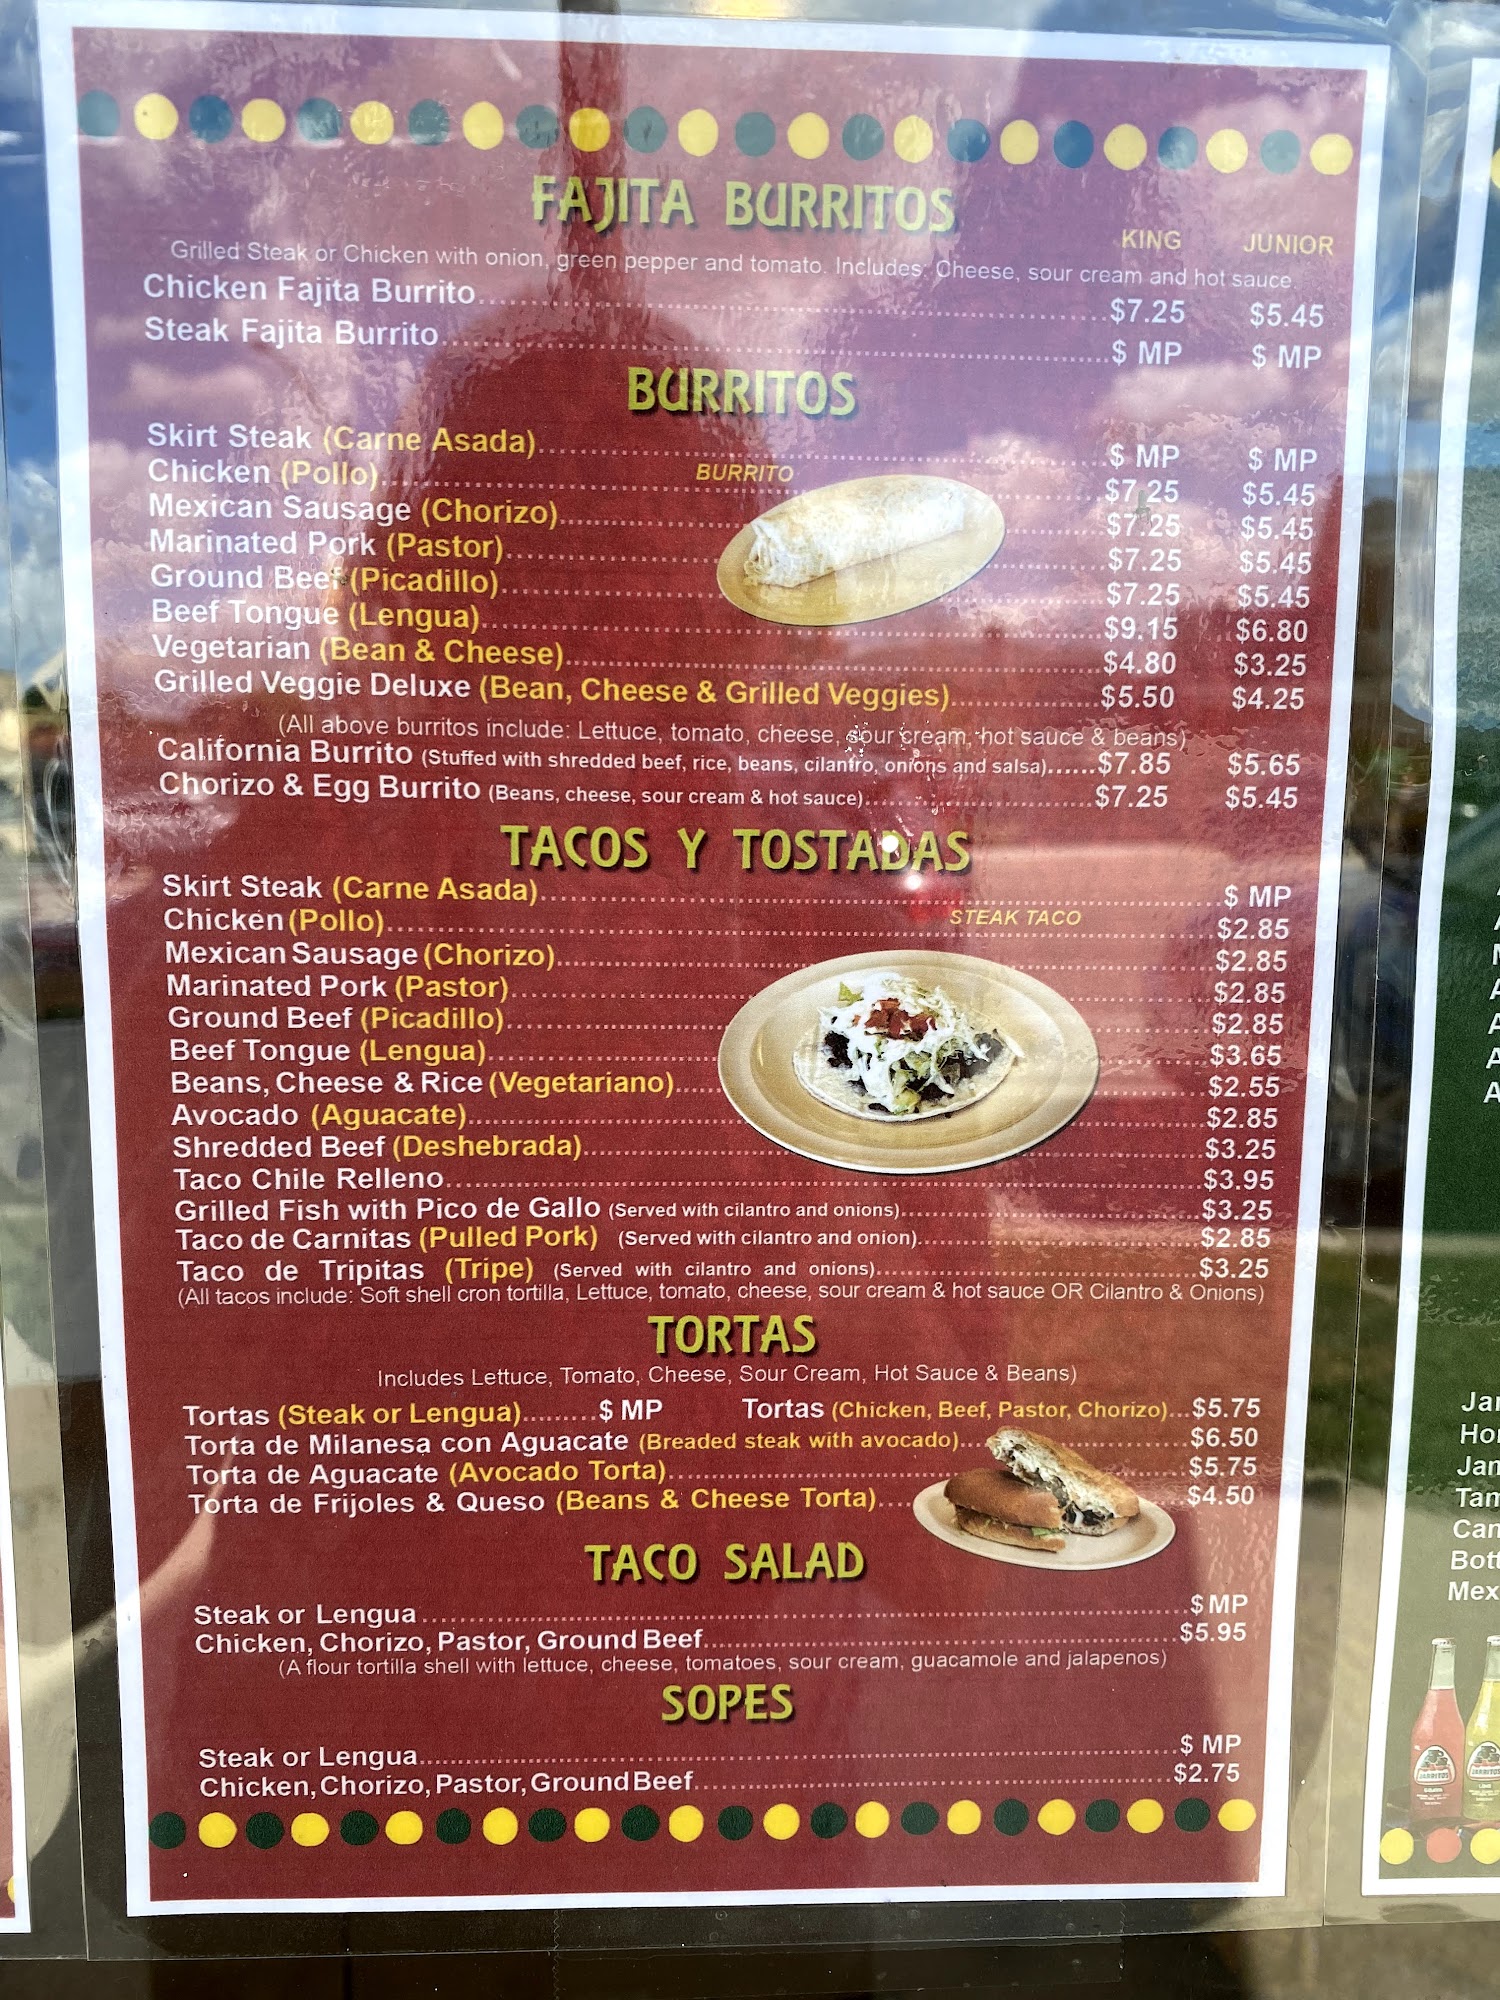 FAJITA BURRITOS
KING JUNIOR
Grilled Steak or Chicken with onion, green pepper and tomato. Includes: Cheese, sour cream and hot sauce
Chicken Fajita Burrito $7.25 $5.45
Steak Fajita Burrito $ MP $ MP
BURRITOS
Skirt Steak (Carne Asada) $ MP $ MP
BURRITO
Chicken (Pollo) $7.25 $5.45
Mexican Sausage (Chorizo) $7.25 $5.45
Marinated Pork (Pastor) $7.25 $5.45
Ground Beef (Picadillo) $7.25 $5.45
Beef Tongue (Lengua) $9.15 $6.80
Vegetarian (Bean & Cheese) $4.80 $3.25
Grilled Veggie Deluxe (Bean, Cheese & Grilled Veggies) $5.50 $4.25
(All above burritos include: Lettuce, tomato, cheese, sour cream, hot sauce & beans)
California Burrito (Stuffed with shredded beef, rice, beans, cilantro, onions and salsa) $7.85 $5.65
Chorizo & Egg Burrito (Beans, cheese, sour cream & hot sauce) $7.25 $5.45
TACOS Y TOSTADAS
Skirt Steak (Carne Asada) $ MP
STEAK TACO
Chicken (Pollo) $2.85
Mexican Sausage (Chorizo) $2.85
Marinated Pork (Pastor) $2.85
Ground Beef (Picadillo) $2.85
Beef Tongue (Lengua) $3.65
Beans, Cheese & Rice (Vegetariano) $2.55
Avocado (Aguacate) $2.85
Shredded Beef (Deshebrada) $3.25
Taco Chile Relleno $3.95
Grilled Fish with Pico de Gallo (Served with cilantro and onions) $3.25
Taco de Carnitas (Pulled Pork) (Served with cilantro and onion) $2.85
Taco de Tripitas (Tripe) (Served with cilantro and onions) $3.25
(All tacos include: Soft shell cron tortilla, Lettuce, tomato, cheese, sour cream & hot sauce OR Cilantro & Onions)
TORTAS
Includes Lettuce, Tomato, Cheese, Sour Cream, Hot Sauce & Beans)
Tortas (Steak or Lengua) $ MP Tortas (Chicken, Beef, Pastor, Chorizo) $5.75
Torta de Milanesa con Aguacate (Breaded steak with avocado) $6.50
Torta de Aguacate (Avocado Torta) $5.75
Torta de Frijoles & Queso (Beans & Cheese Torta) $4.50
TACO SALAD
Steak or Lengua $ MP
Chicken, Chorizo, Pastor, Ground Beef $5.95
(A flour tortilla shell with lettuce, cheese, tomatoes, sour cream, guacamole and jalapenos)
SOPES
Steak or Lengua $ MP
Chicken, Chorizo, Pastor, Ground Beef $2.75
JARRITOS
JARRITOS